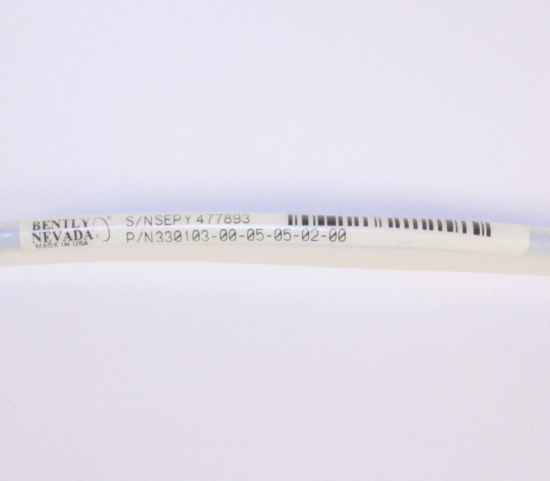 BENTLY
NEVADA
MADE IN USA
S/NSEPY477893
P/N330103-00-05-05-02-00